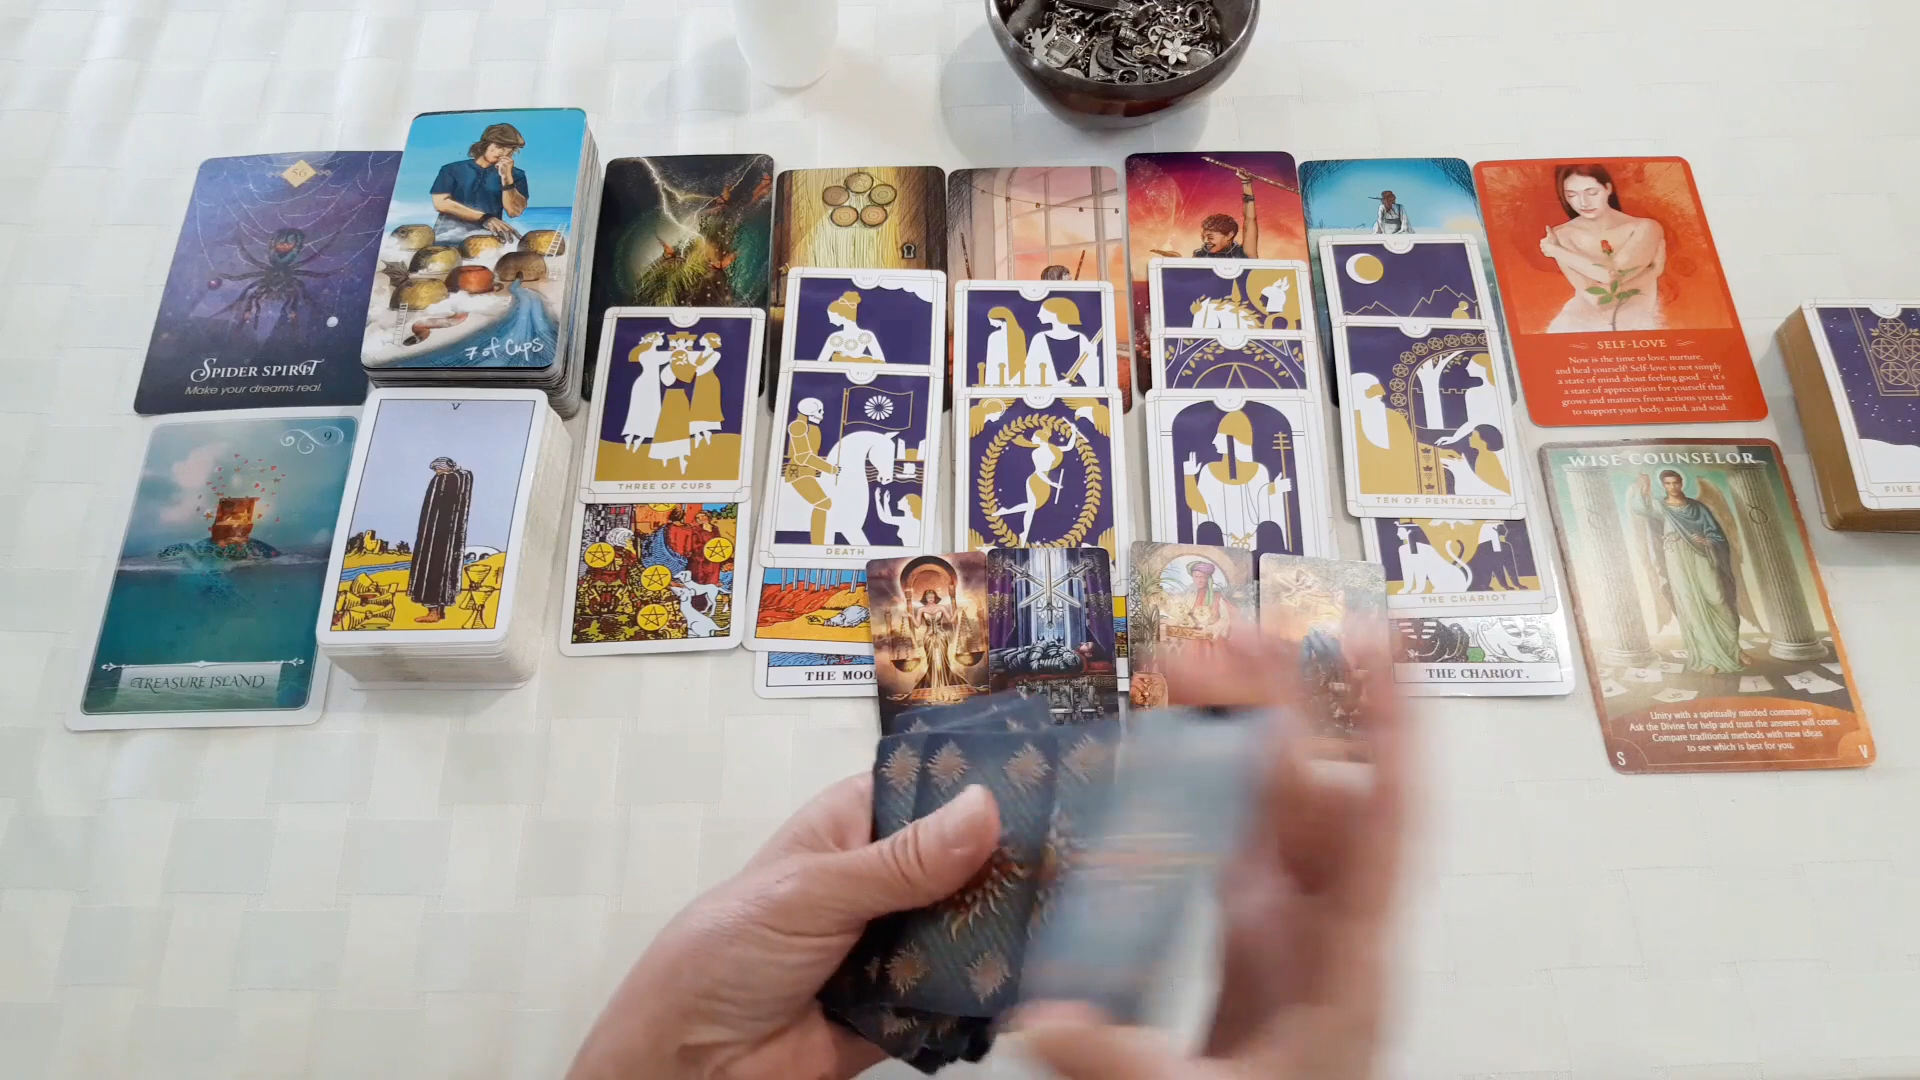 56
SPIDER SPIRIT
Make your dreams real.
7 of Cups
SELF-LOVE
Now is the time to love, nurture,
and heal yourself! Self-love is not simply
a state of mind about feeling good — it's
a state of appreciation for yourself that
grows and matures from actions you take
to support your body, mind, and soul.
9
TREASURE ISLAND
V
THREE OF CUPS
DEATH
TEN OF PENTACLES
THE CHARIOT
THE MOO
THE CHARIOT.
WISE COUNSELOR
Unity with a spiritually minded community.
Ask the Divine for help and trust the answers will come.
Compare traditional methods with new ideas
to see which is best for you.
S
V
FIVE